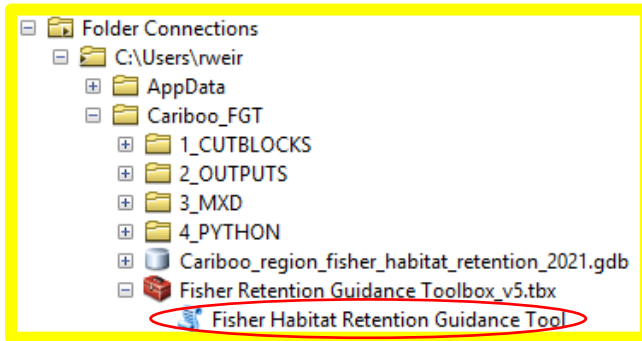 Folder Connections
C:\Users\rweir
AppData
Cariboo_FGT
1_CUTBLOCKS
2_OUTPUTS
3_MXD
4_PYTHON
Cariboo_region_fisher_habitat_retention_2021.gdb
Fisher Retention Guidance Toolbox_v5.tbx
Fisher Habitat Retention Guidance Tool